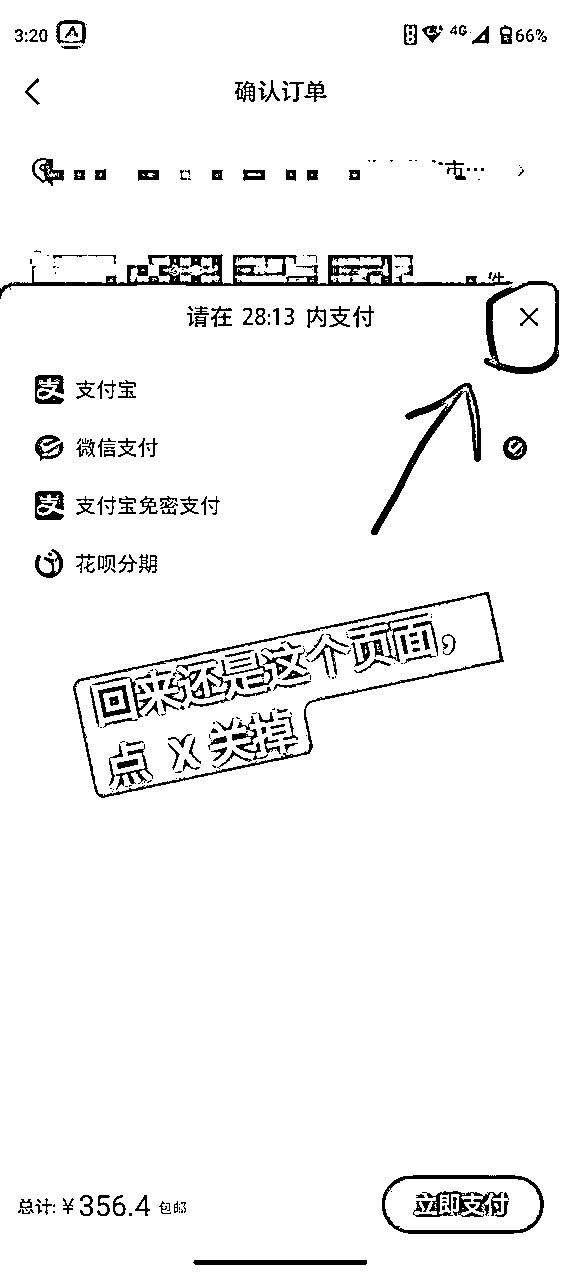 3:20
4G
66%
确认订单
市…
件
请在 28:13 内支付
支付宝
微信支付
支付宝免密支付
花呗分期
回来还是这个页面，
点 X 关掉
总计: ¥356.4 包邮
立即支付